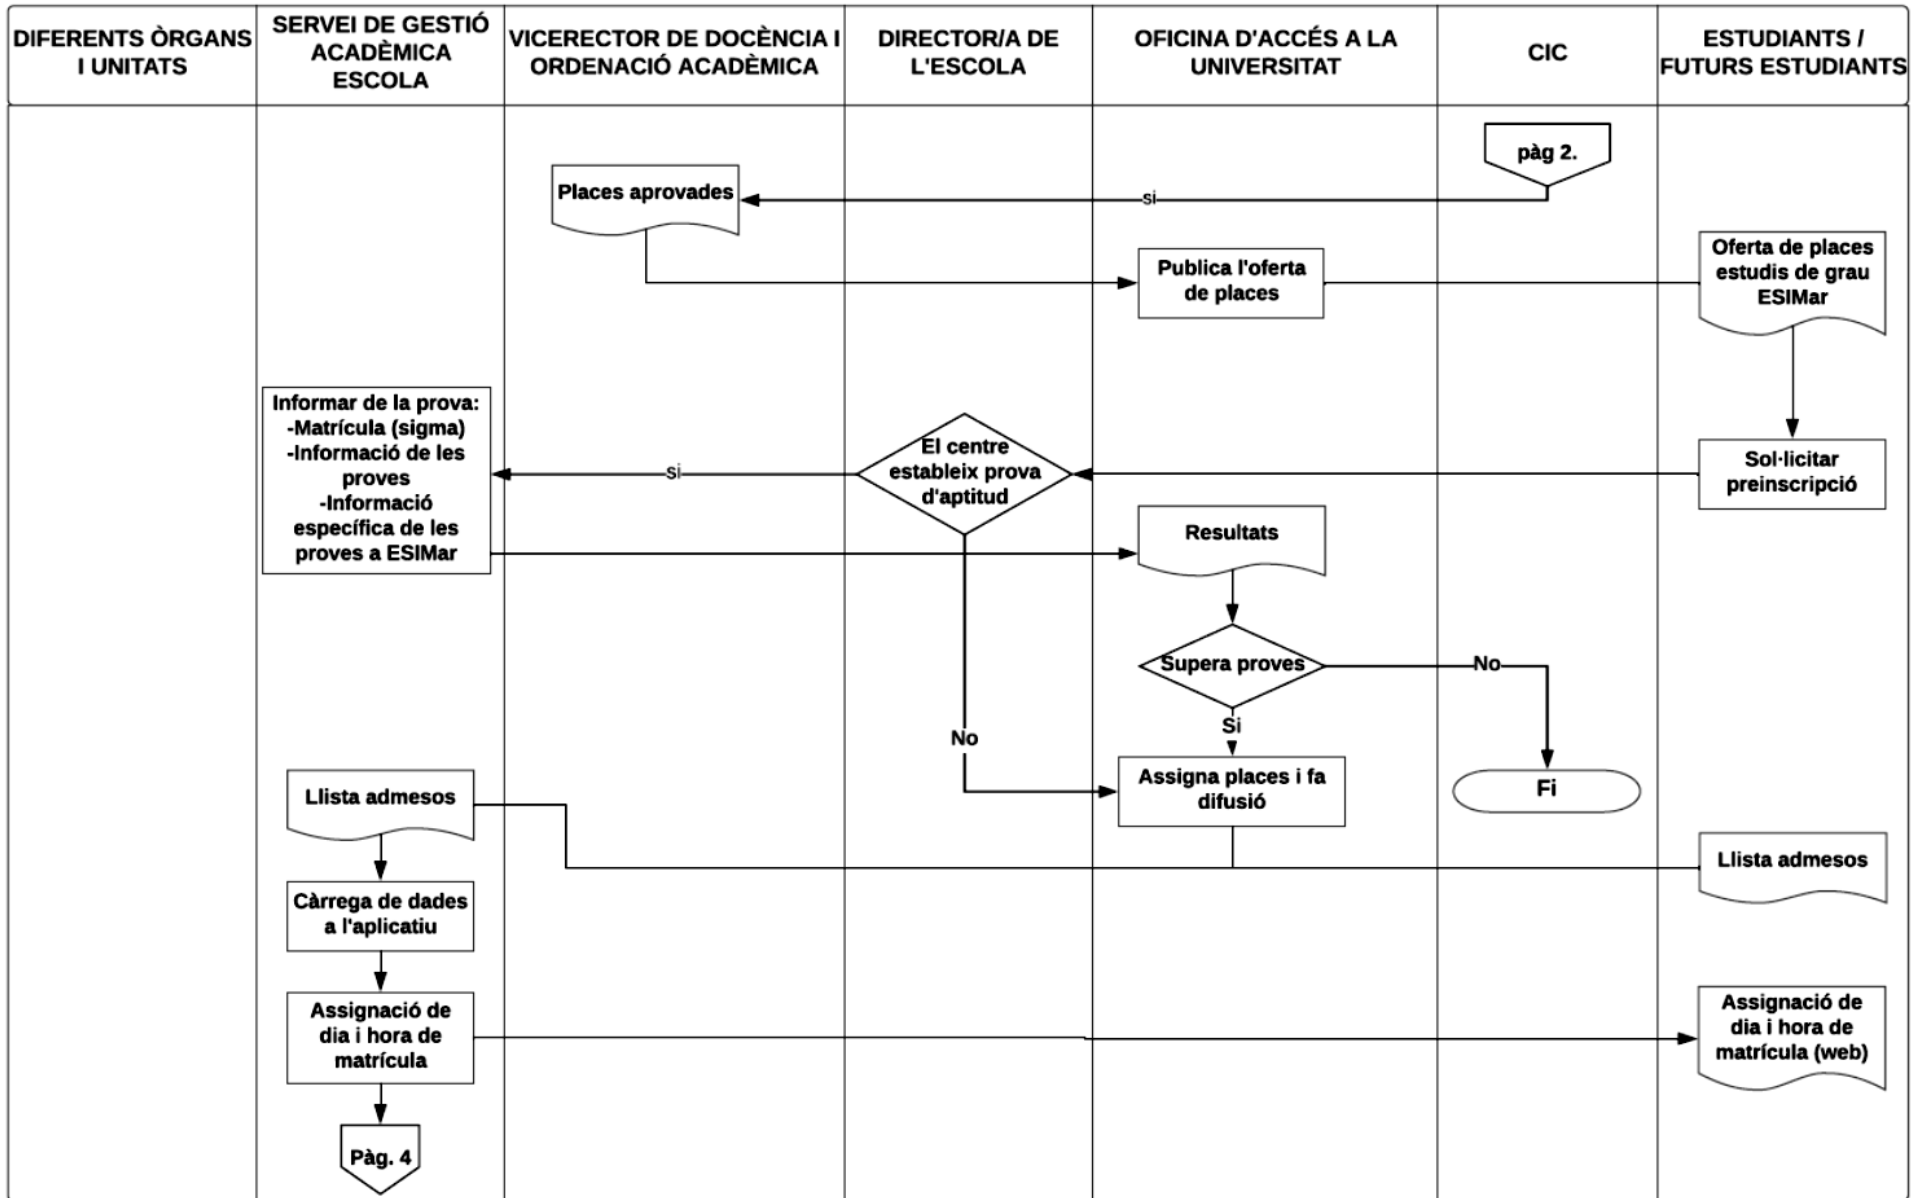 DIFERENTS ÒRGANS
I UNITATS
SERVEI DE GESTIÓ
ACADÈMICA
ESCOLA
VICERECTOR DE DOCÈNCIA I
ORDENACIÓ ACADÈMICA
DIRECTOR/A DE
L'ESCOLA
OFICINA D'ACCÉS A LA
UNIVERSITAT
CIC
ESTUDIANTS /
FUTURS ESTUDIANTS
pàg 2.
Places aprovades
si
Publica l'oferta
de places
Oferta de places
estudis de grau
ESIMar
Informar de la prova:
-Matrícula (sigma)
-Informació de les
proves
-Informació
específica de les
proves a ESIMar
si
El centre
estableix prova
d'aptitud
Sol·licitar
preinscripció
Resultats
Supera proves
No
Si
No
Assigna places i fa
difusió
Fi
Llista admesos
Llista admesos
Càrrega de dades
a l'aplicatiu
Assignació de
dia i hora de
matrícula
Assignació de
dia i hora de
matrícula (web)
Pàg. 4